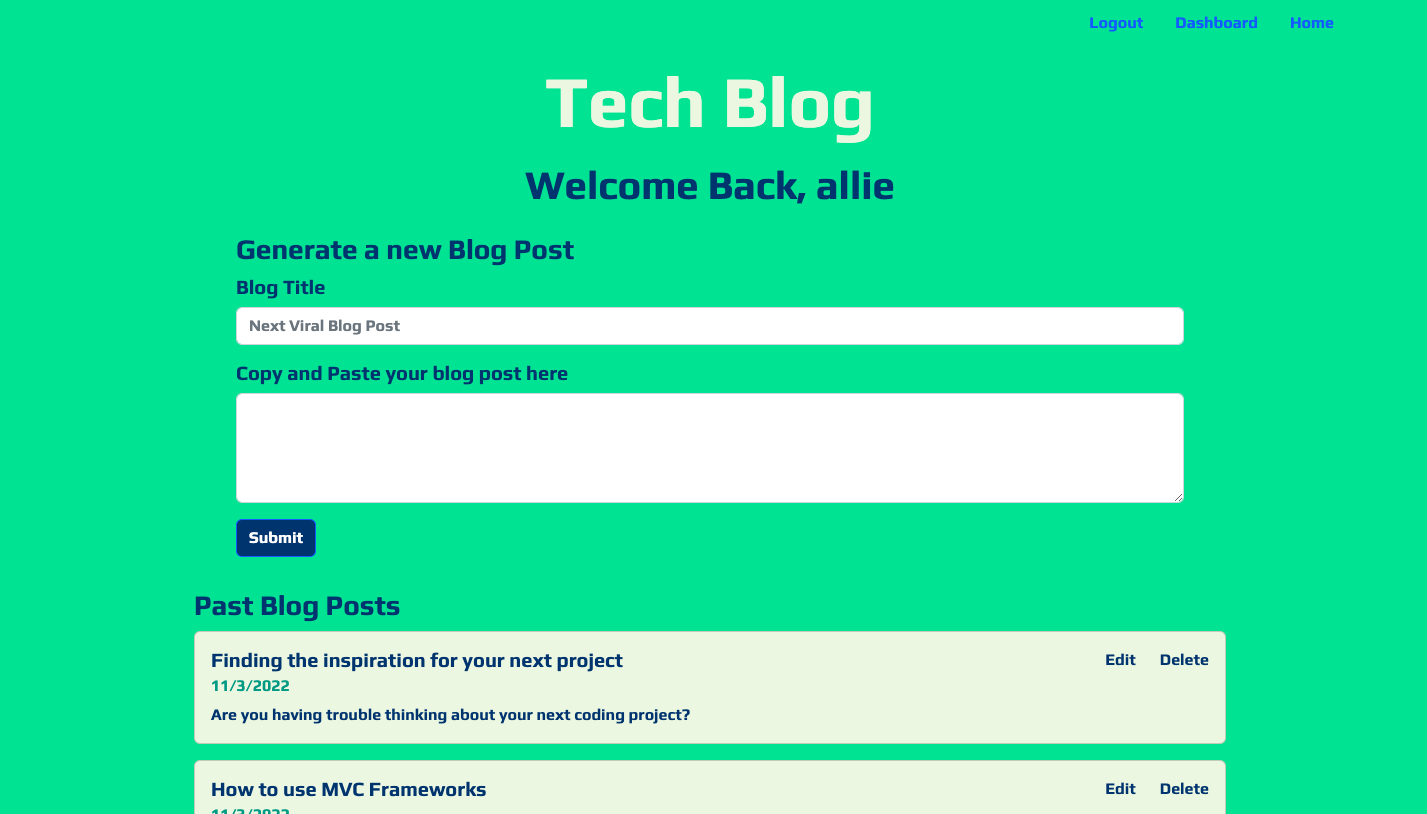 Logout Dashboard Home
Tech Blog
Welcome Back, allie
Generate a new Blog Post
Blog Title
Next Viral Blog Post
Copy and Paste your blog post here
Submit
Past Blog Posts
Finding the inspiration for your next project Edit Delete
11/3/2022
Are you having trouble thinking about your next coding project?
How to use MVC Frameworks Edit Delete
11/3/2022